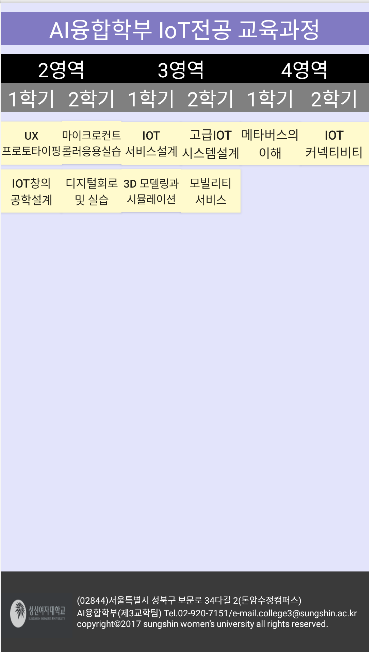 AI융합학부 IoT전공 교육과정
2영역 3영역 4영역
1학기 2학기 1학기 2학기 1학기 2학기
UX 마이크로컨트 IOT 고급IOT 메타버스의 IOT
프로토타이핑 롤러응용실습 서비스설계 시스템설계 이해 커넥티비티
IOT창의 디지털회로 3D 모델링과 모빌리티
공학설계 및 실습 시뮬레이션 서비스
성신여자대학교
(02844)서울특별시 성북구 보문로 34다길 2(돈암수정캠퍼스)
AI융합학부(제3교학팀) Tel.02-920-7151/e-mail.college3@sungshin.ac.kr
copyright©2017 sungshin women's university all rights reserved.